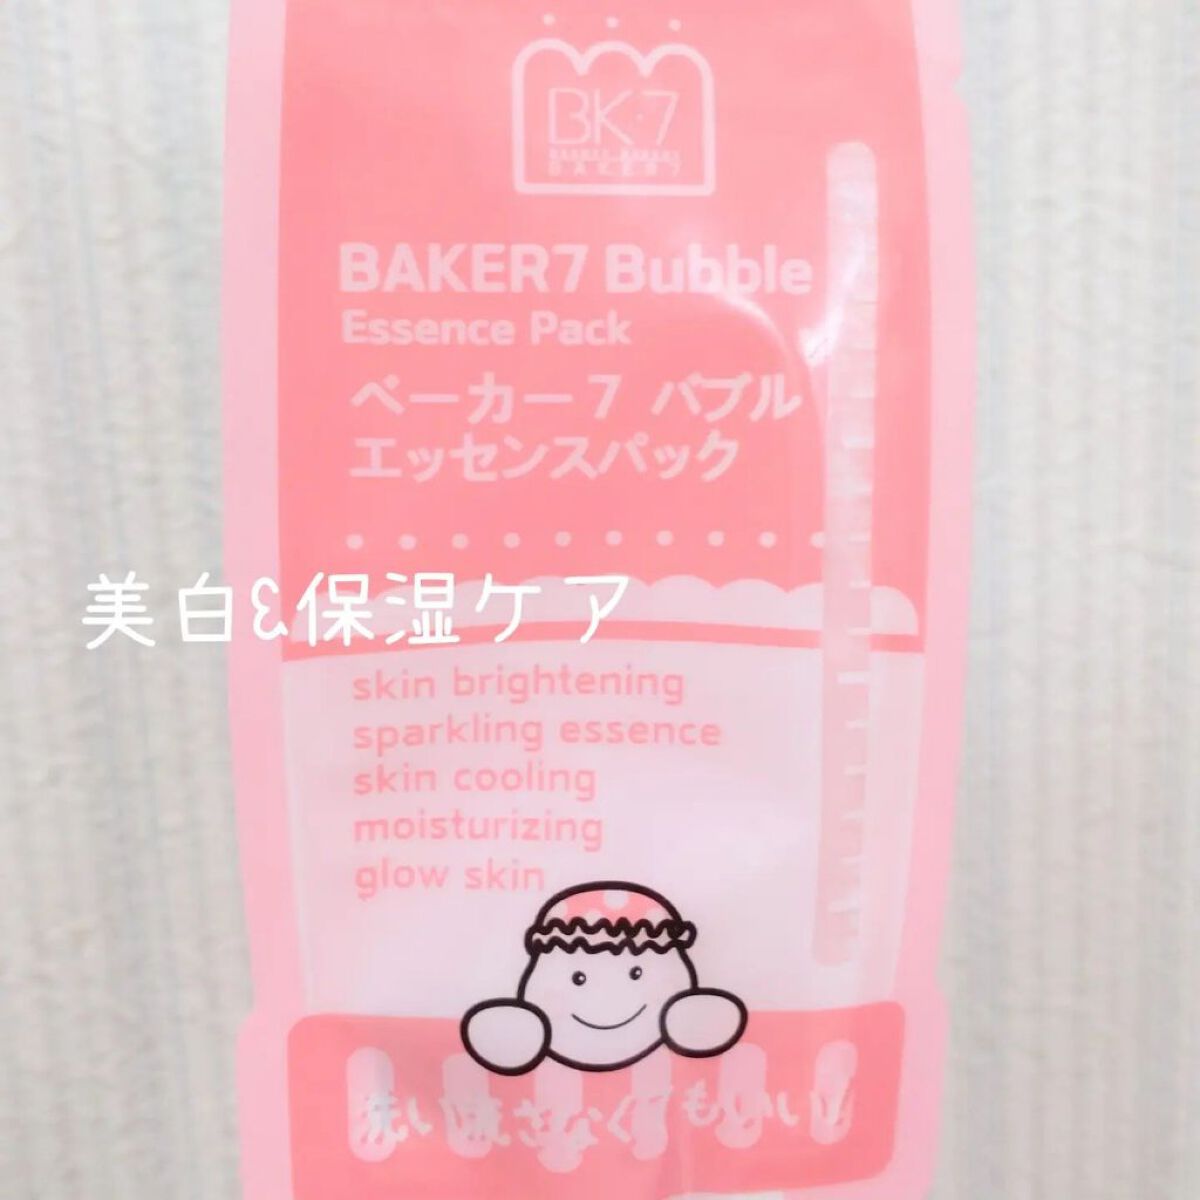 BK·7
BAKER7
BAKER7 Bubble
Essence Pack
ベーカー7 バブル
エッセンスパック
美白&保湿ケア
skin brightening
sparkling essence
skin cooling
moisturizing
glow skin
洗い流さなくてもいい